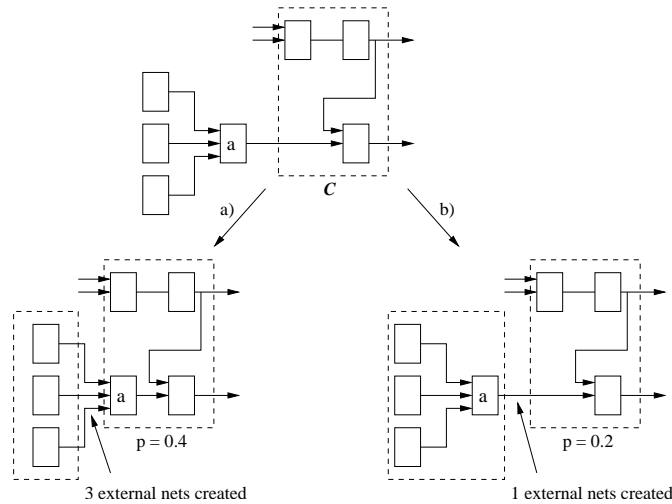 a
C
a)
b)
a
a
p = 0.4
p = 0.2
3 external nets created
1 external nets created